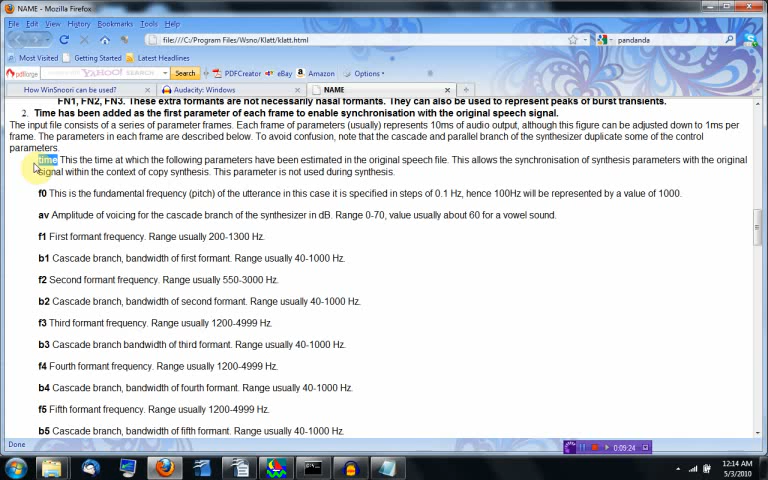 NAME - Mozilla Firefox
File Edit View History Bookmarks Tools Help
file:///C:/Program Files/Wsno/Klatt/klatt.html pandanda
Most Visited Getting Started Latest Headlines
pdfforge YAHOO! SEARCH Search PDFCreator eBay Amazon Options
How WinSnoori can be used? Audacity: Windows NAME
FN1, FN2, FN3. These extra formants are not necessarily nasal formants. They can also be used to represent peaks of burst transients.
2. Time has been added as the first parameter of each frame to enable synchronisation with the original speech signal.
The input file consists of a series of parameter frames. Each frame of parameters (usually) represents 10ms of audio output, although this figure can be adjusted down to 1ms per
frame. The parameters in each frame are described below. To avoid confusion, note that the cascade and parallel branch of the synthesizer duplicate some of the control
parameters.
time This the time at which the following parameters have been estimated in the original speech file. This allows the synchronisation of synthesis parameters with the original
signal within the context of copy synthesis. This parameter is not used during synthesis.
f0 This is the fundamental frequency (pitch) of the utterance in this case it is specified in steps of 0.1 Hz, hence 100Hz will be represented by a value of 1000.
av Amplitude of voicing for the cascade branch of the synthesizer in dB. Range 0-70, value usually about 60 for a vowel sound.
f1 First formant frequency. Range usually 200-1300 Hz.
b1 Cascade branch, bandwidth of first formant. Range usually 40-1000 Hz.
f2 Second formant frequency. Range usually 550-3000 Hz.
b2 Cascade branch, bandwidth of second formant. Range usually 40-1000 Hz.
f3 Third formant frequency. Range usually 1200-4999 Hz.
b3 Cascade branch bandwidth of third formant. Range usually 40-1000 Hz.
f4 Fourth formant frequency. Range usually 1200-4999 Hz.
b4 Cascade branch, bandwidth of fourth formant. Range usually 40-1000 Hz.
f5 Fifth formant frequency. Range usually 1200-4999 Hz.
b5 Cascade branch, bandwidth of fifth formant. Range usually 40-1000 Hz.
Done
0:09:24
12:14 AM
5/3/2010